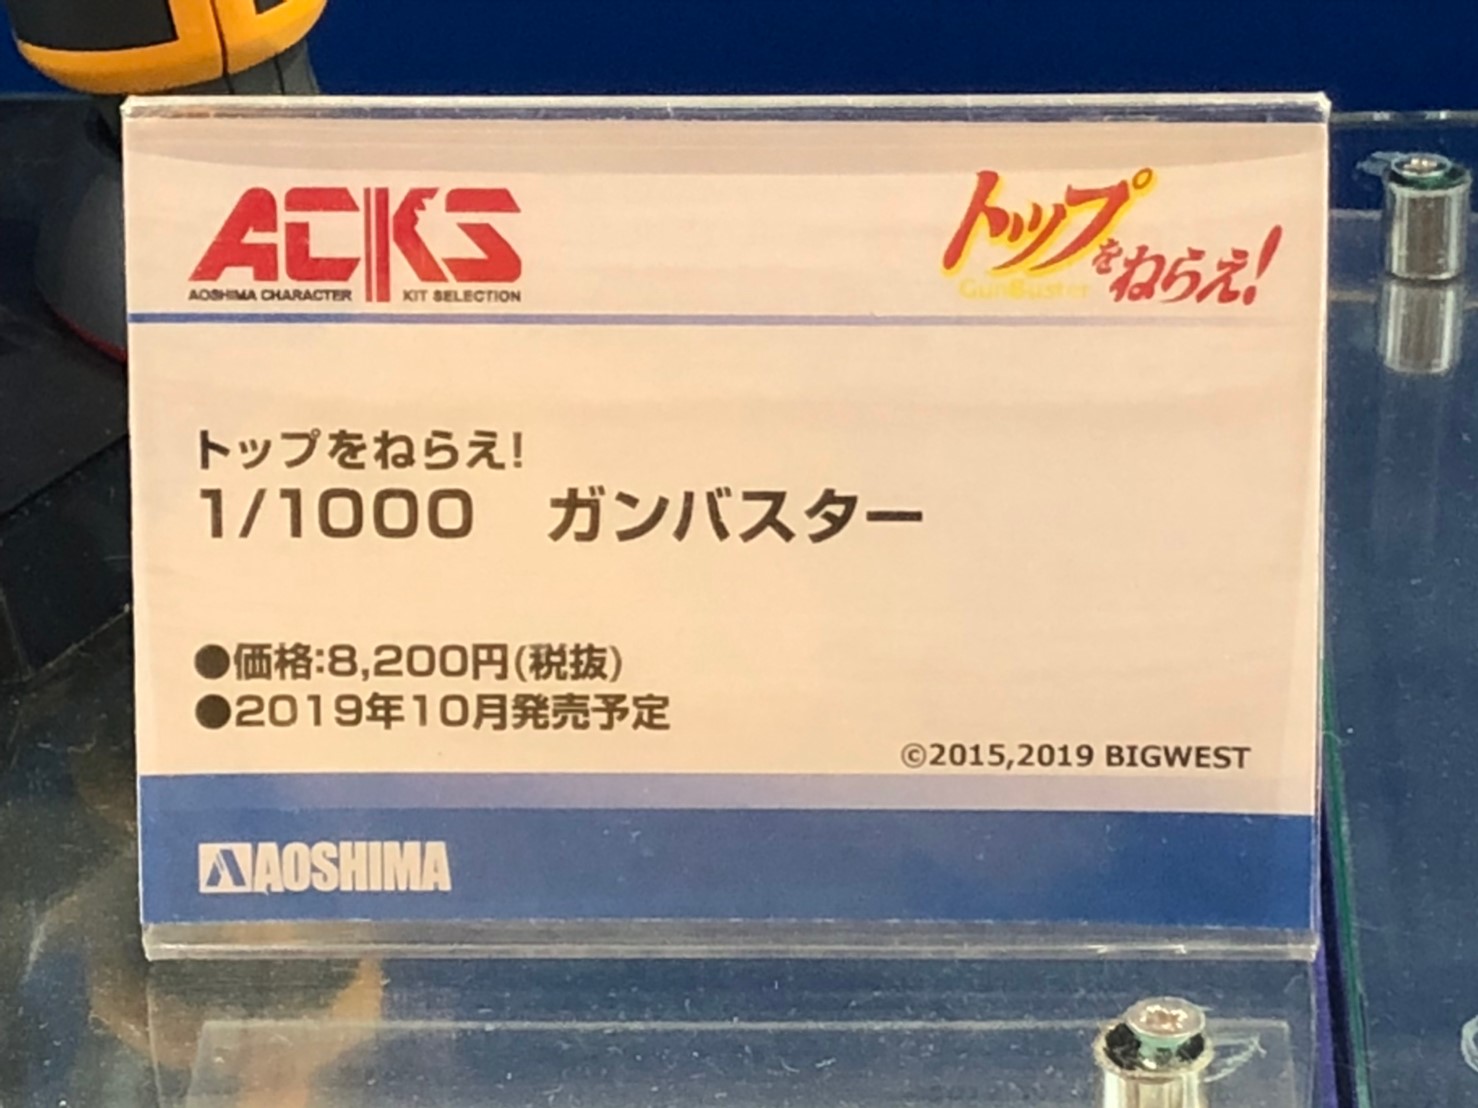 ACKS
AOSHIMA CHARACTER KIT SELECTION
トップをねらえ!
GunBuster
トップをねらえ!
1/1000 ガンバスター
●価格:8,200円(税抜)
●2019年10月発売予定
©2015,2019 BIGWEST
AOSHIMA